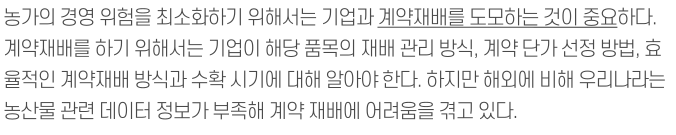 농가의 경영 위험을 최소화하기 위해서는 기업과 계약재배를 도모하는 것이 중요하다.
계약재배를 하기 위해서는 기업이 해당 품목의 재배 관리 방식, 계약 단가 선정 방법, 효
율적인 계약재배 방식과 수확 시기에 대해 알아야 한다. 하지만 해외에 비해 우리나라는
농산물 관련 데이터 정보가 부족해 계약 재배에 어려움을 겪고 있다.